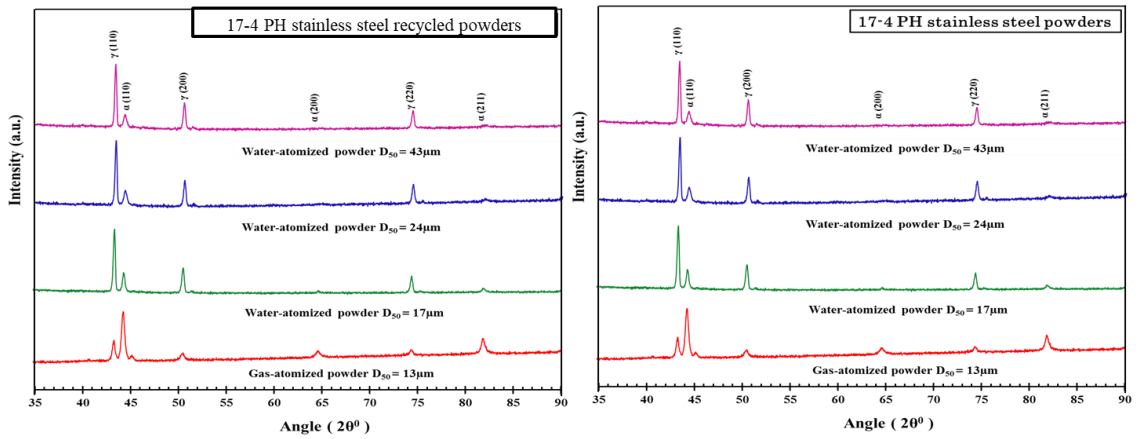 17-4 PH stainless steel recycled powders
γ (110)
α (110)
γ (200)
α (200)
γ (220)
α (211)
Water-atomized powder D₅₀ = 43μm
Water-atomized powder D₅₀ = 24μm
Water-atomized powder D₅₀ = 17μm
Gas-atomized powder D₅₀ = 13μm
Intensity (a.u.)
35 40 45 50 55 60 65 70 75 80 85 90
Angle ( 2θ⁰ )
17-4 PH stainless steel powders
γ (110)
α (110)
γ (200)
α (200)
γ (220)
α (211)
Water-atomized powder D₅₀ = 43μm
Water-atomized powder D₅₀ = 24μm
Water-atomized powder D₅₀ = 17μm
Gas-atomized powder D₅₀ = 13μm
Intensity (a.u.)
35 40 45 50 55 60 65 70 75 80 85 90
Angle ( 2θ⁰ )